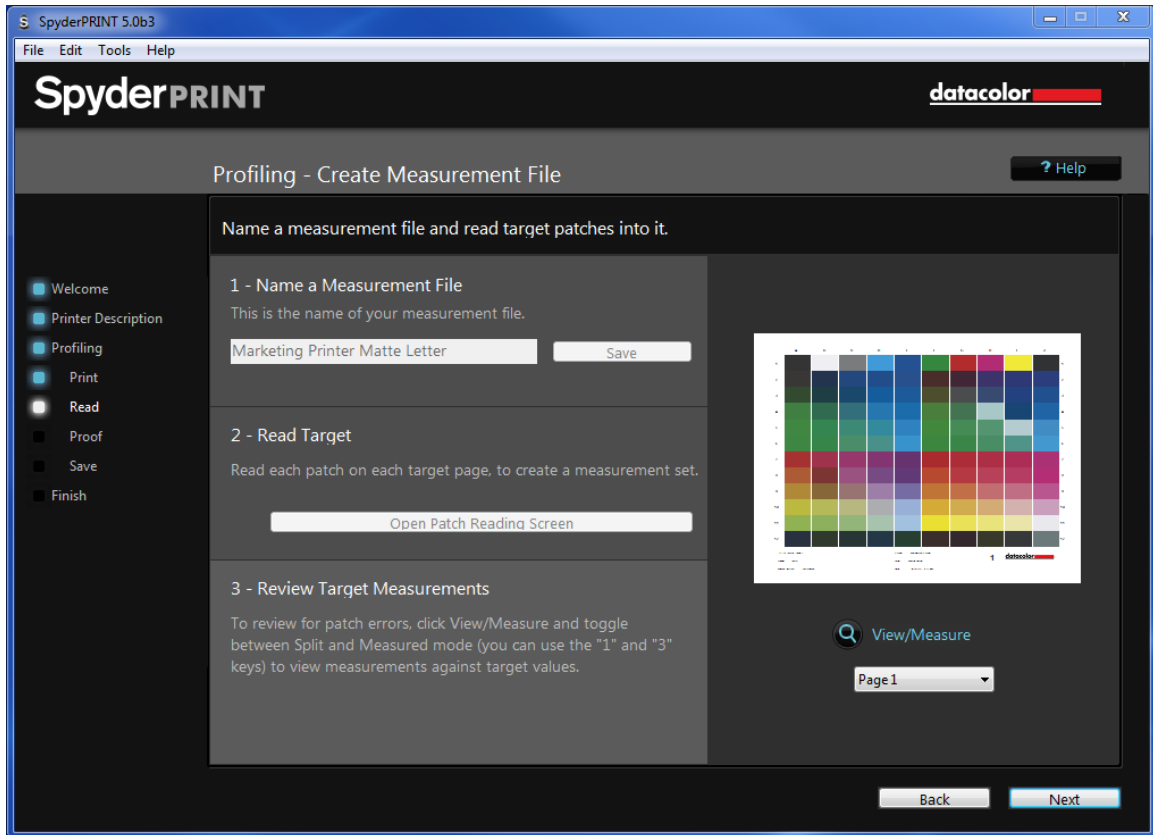 SpyderPRINT 5.0b3
File Edit Tools Help
SpyderPRINT
datacolor
Profiling - Create Measurement File
? Help
Name a measurement file and read target patches into it.
Welcome
Printer Description
Profiling
Print
Read
Proof
Save
Finish
1 - Name a Measurement File
This is the name of your measurement file.
Marketing Printer Matte Letter
Save
2 - Read Target
Read each patch on each target page, to create a measurement set.
Open Patch Reading Screen
3 - Review Target Measurements
To review for patch errors, click View/Measure and toggle
between Split and Measured mode (you can use the "1" and "3"
keys) to view measurements against target values.
1 datacolor
View/Measure
Page 1
Back
Next